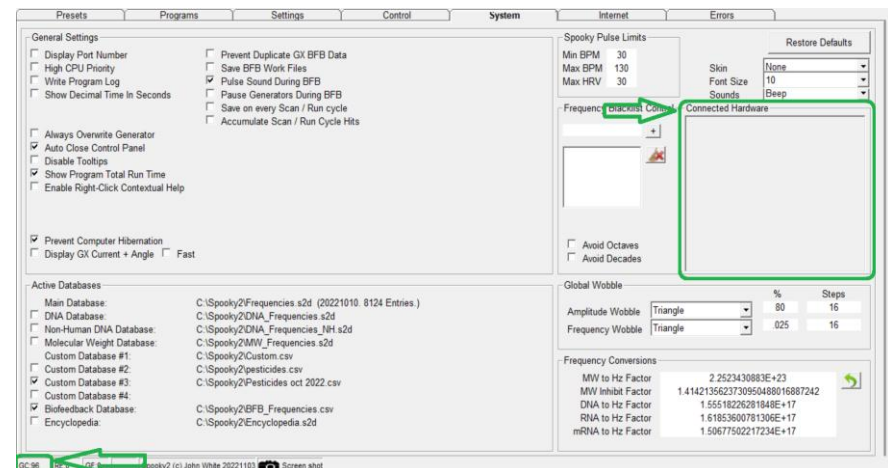 Presets Programs Settings Control System Internet Errors
General Settings
Display Port Number
High CPU Priority
Write Program Log
Show Decimal Time In Seconds
Always Overwrite Generator
Auto Close Control Panel
Disable Tooltips
Show Program Total Run Time
Enable Right-Click Contextual Help
Prevent Computer Hibernation
Display GX Current + Angle Fast
Prevent Duplicate GX BFB Data
Save BFB Work Files
Pulse Sound During BFB
Pause Generators During BFB
Save on every Scan / Run cycle
Accumulate Scan / Run Cycle Hits
Spooky Pulse Limits
Min BPM 30
Max BPM 130
Max HRV 30
Restore Defaults
Skin None
Font Size 10
Sounds Beep
Frequency Blacklist Control
+
Avoid Octaves
Avoid Decades
Connected Hardware
Active Databases
Main Database: C:\Spooky2\Frequencies.s2d (20221010. 8124 Entries.)
DNA Database: C:\Spooky2\DNA_Frequencies.s2d
Non-Human DNA Database: C:\Spooky2\DNA_Frequencies_NH.s2d
Molecular Weight Database: C:\Spooky2\MW_Frequencies.s2d
Custom Database #1: C:\Spooky2\Custom.csv
Custom Database #2: C:\Spooky2\pesticides.csv
Custom Database #3: C:\Spooky2\Pesticides oct 2022.csv
Custom Database #4:
Biofeedback Database: C:\Spooky2\BFB_Frequencies.csv
Encyclopedia: C:\Spooky2\Encyclopedia.s2d
Global Wobble
% Steps
Amplitude Wobble Triangle 80 16
Frequency Wobble Triangle .025 16
Frequency Conversions
MW to Hz Factor 2.2523430883E+23
MW Inhibit Factor 1.4142135623730950488016887242
DNA to Hz Factor 1.55518226281848E+17
RNA to Hz Factor 1.61853600781306E+17
mRNA to Hz Factor 1.50677502217234E+17
GC:96 Spooky2 (c) John White 20221103 Screen shot